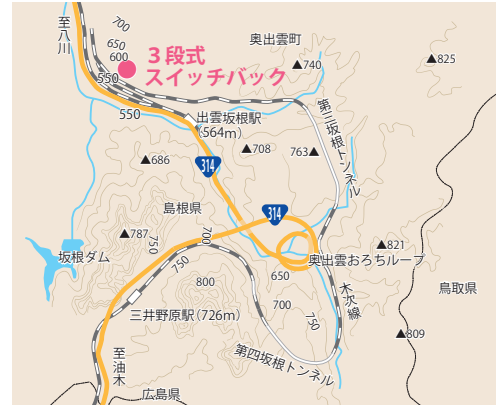 至八川
700
650
600
550
550
3段式
スイッチバック
奥出雲町
▲740
▲825
出雲坂根駅
(564m)
第三坂根トンネル
▲708
763▲
▲686
314
島根県
314
▲787
750
700
750
坂根ダム
▲821
奥出雲おろちループ
650
800
700
750
木次線
鳥取県
三井野原駅(726m)
▲809
第四坂根トンネル
至油木
広島県